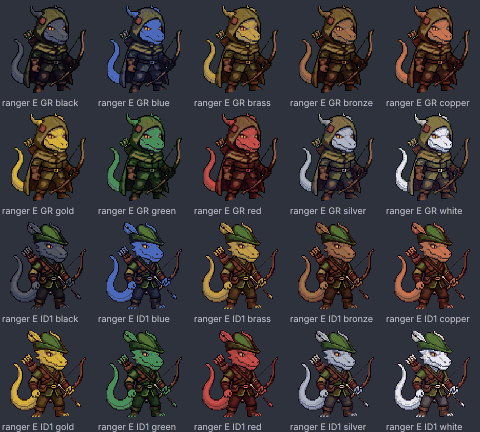 ranger E GR black
ranger E GR blue
ranger E GR brass
ranger E GR bronze
ranger E GR copper
ranger E GR gold
ranger E GR green
ranger E GR red
ranger E GR silver
ranger E GR white
ranger E ID1 black
ranger E ID1 blue
ranger E ID1 brass
ranger E ID1 bronze
ranger E ID1 copper
ranger E ID1 gold
ranger E ID1 green
ranger E ID1 red
ranger E ID1 silver
ranger E ID1 white